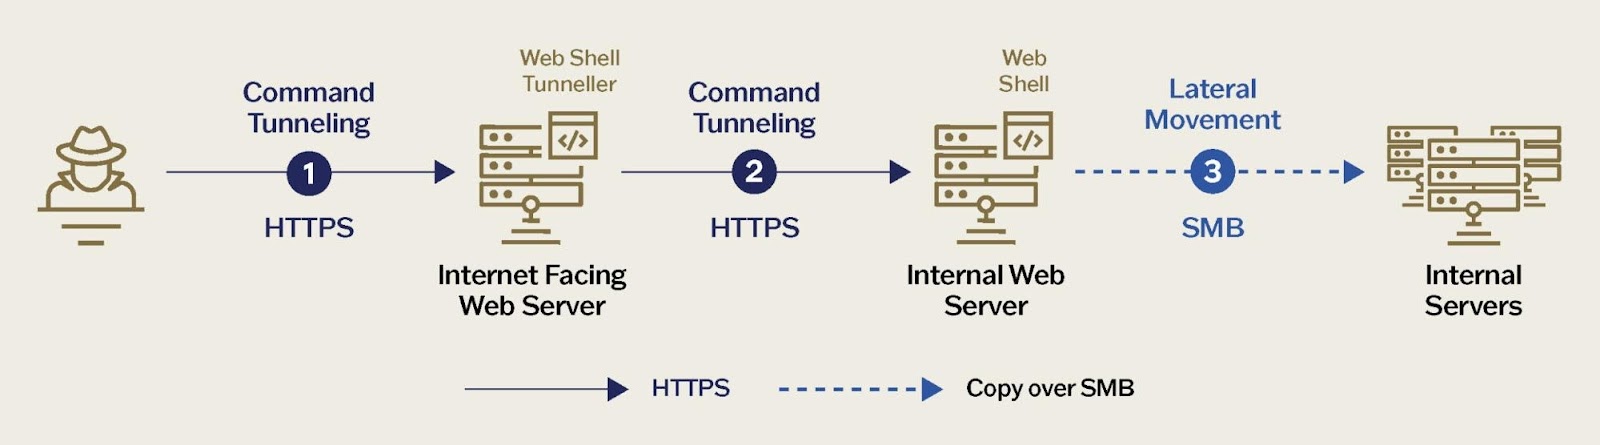 Web Shell
Tunneller
Web
Shell
Command
Tunneling
Command
Tunneling
Lateral
Movement
1
2
3
HTTPS
HTTPS
SMB
Internet Facing
Web Server
Internal Web
Server
Internal
Servers
HTTPS
Copy over SMB